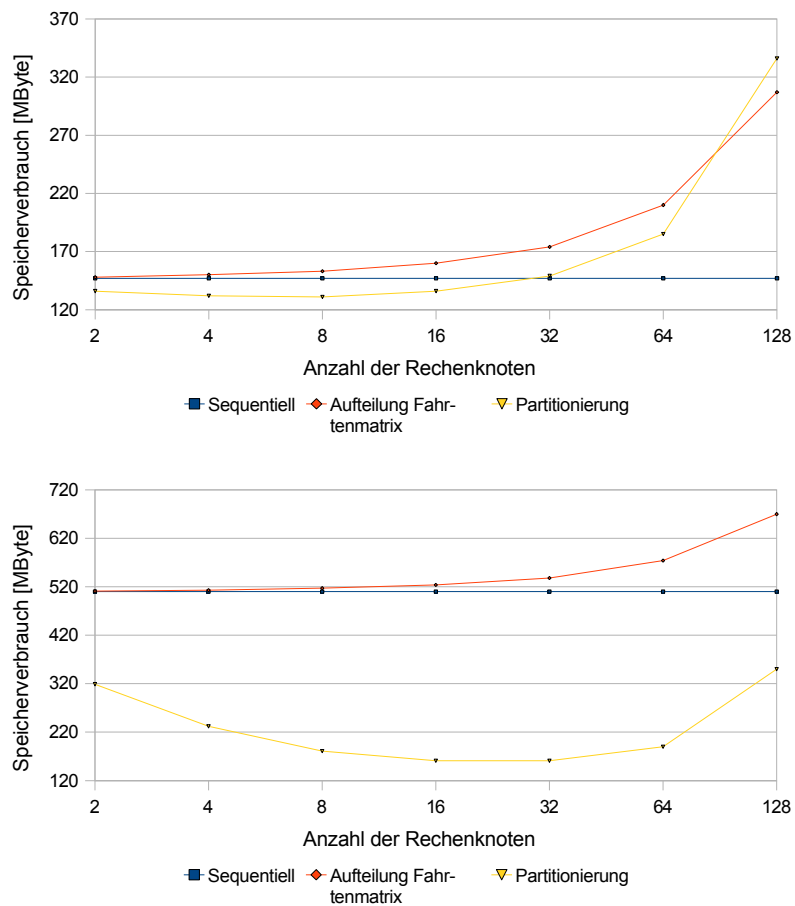 370
320
270
220
170
120
Speicherverbrauch [MByte]
2 4 8 16 32 64 128
Anzahl der Rechenknoten
Sequentiell Aufteilung Fahr- Partitionierung
tenmatrix
720
620
520
420
320
220
120
Speicherverbrauch [MByte]
2 4 8 16 32 64 128
Anzahl der Rechenknoten
Sequentiell Aufteilung Fahr- Partitionierung
tenmatrix